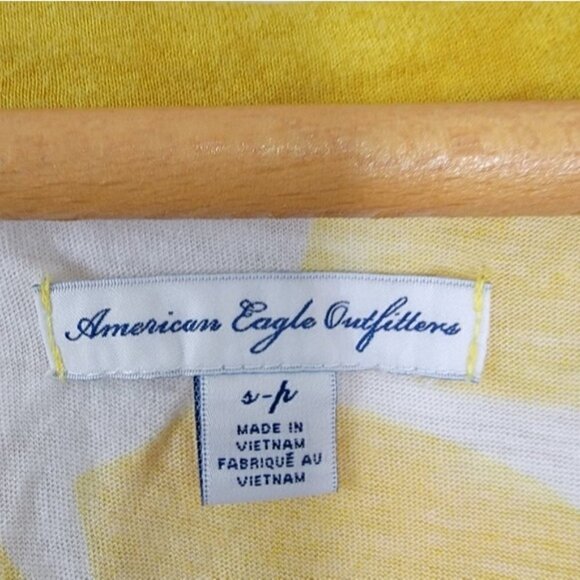 American Eagle Outfitters
s-p
MADE IN
VIETNAM
FABRIQUÉ AU
VIETNAM